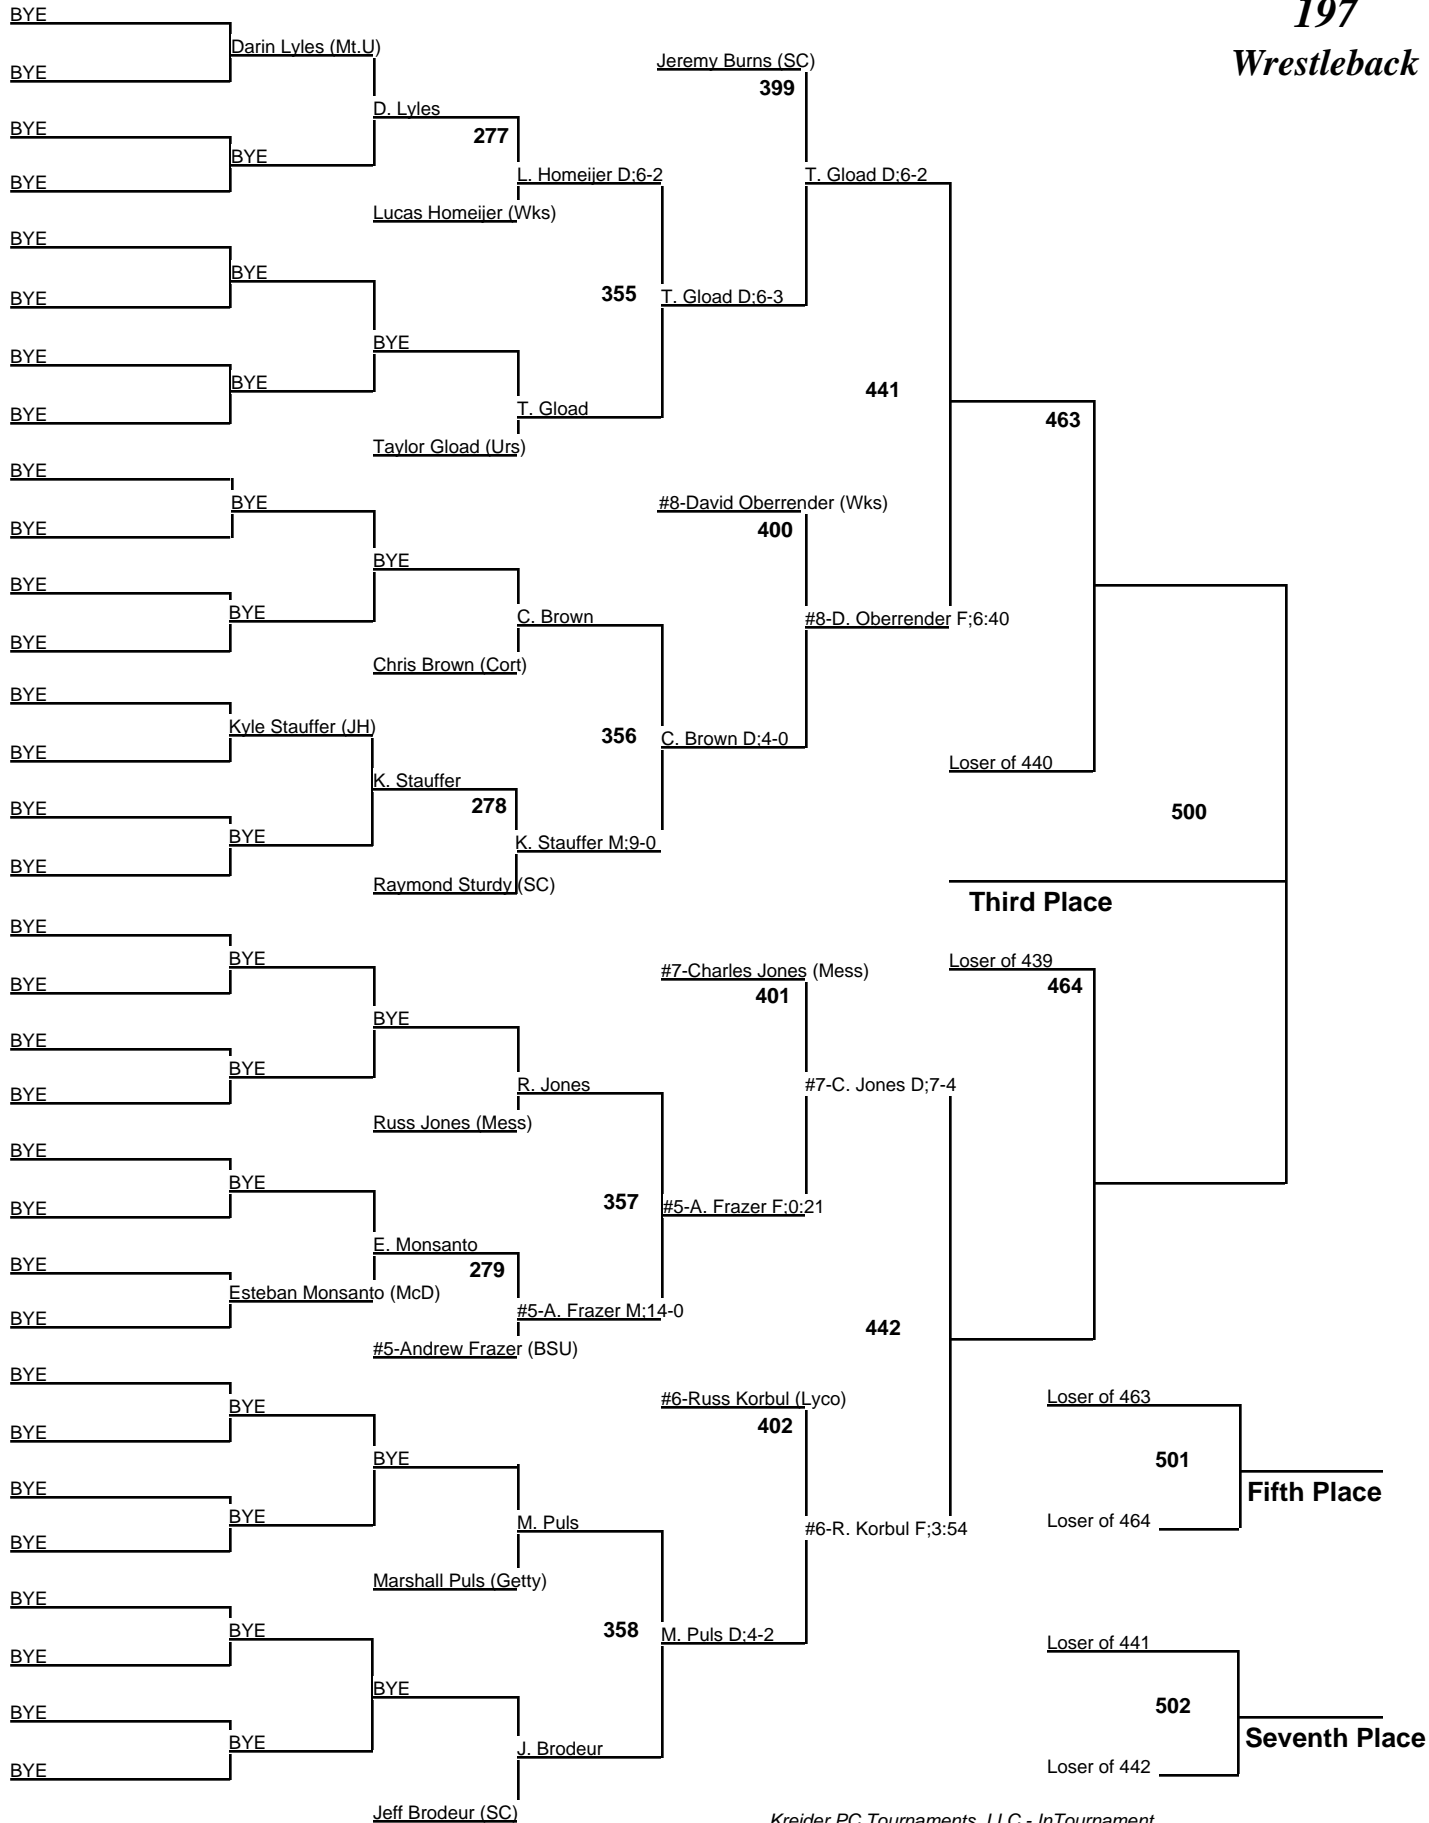 197
Wrestleback
BYE
Darin Lyles (Mt.U)
BYE
Jeremy Burns (SC)
399
D. Lyles
BYE
277
BYE
BYE
L. Homeijer D;6-2
T. Gload D;6-2
Lucas Homeijer (Wks)
BYE
BYE
BYE
355
T. Gload D;6-3
BYE
BYE
BYE
441
BYE
T. Gload
463
Taylor Gload (Urs)
BYE
BYE
#8-David Oberrender (Wks)
BYE
400
BYE
BYE
BYE
C. Brown
#8-D. Oberrender F;6:40
BYE
Chris Brown (Cort)
BYE
Kyle Stauffer (JH)
356
C. Brown D;4-0
BYE
Loser of 440
K. Stauffer
BYE
278
500
BYE
K. Stauffer M;9-0
BYE
Raymond Sturdy (SC)
Third Place
BYE
BYE
Loser of 439
#7-Charles Jones (Mess)
BYE
464
401
BYE
BYE
BYE
R. Jones
#7-C. Jones D;7-4
BYE
Russ Jones (Mess)
BYE
BYE
357
#5-A. Frazer F;0:21
BYE
E. Monsanto
BYE
279
Esteban Monsanto (McD)
#5-A. Frazer M;14-0
BYE
442
#5-Andrew Frazer (BSU)
BYE
#6-Russ Korbul (Lyco)
Loser of 463
BYE
402
BYE
BYE
501
BYE
Fifth Place
BYE
M. Puls
Loser of 464
#6-R. Korbul F;3:54
BYE
Marshall Puls (Getty)
BYE
BYE
358
M. Puls D;4-2
Loser of 441
BYE
BYE
502
BYE
BYE
Seventh Place
J. Brodeur
BYE
Loser of 442
Jeff Brodeur (SC)
Kreider PC Tournaments, LLC - InTournament